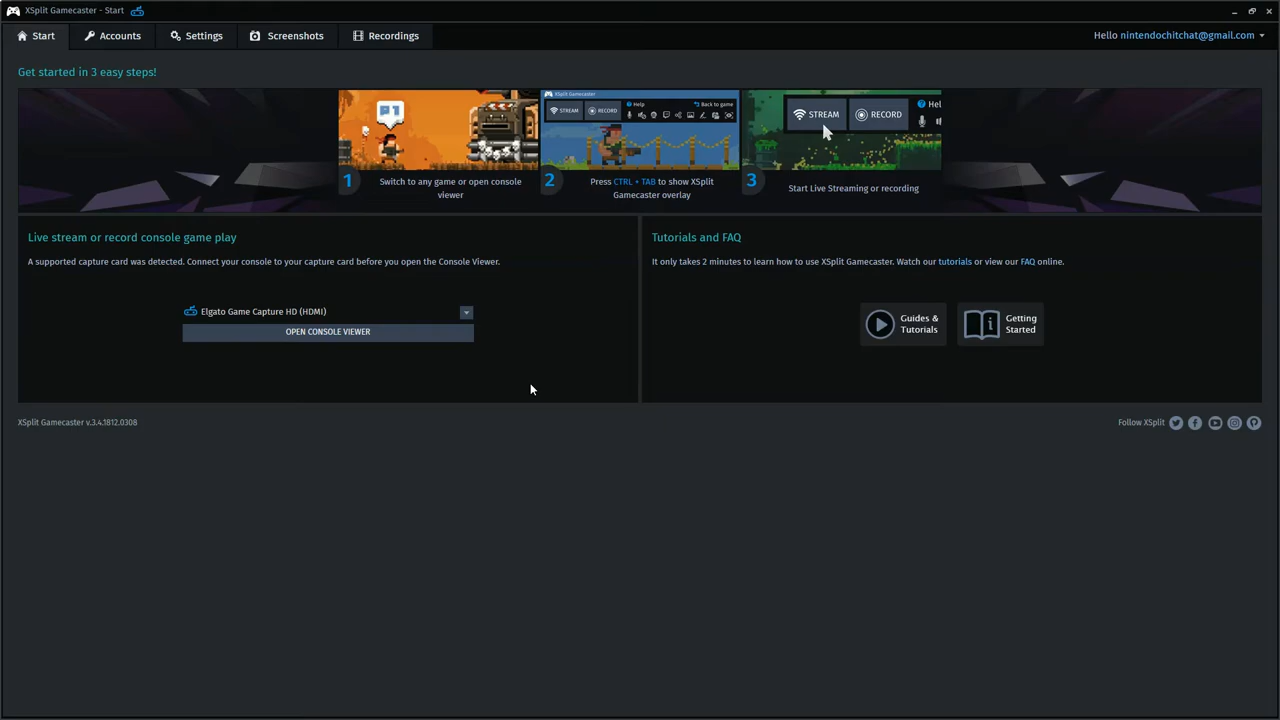 XSplit Gamecaster - Start
Start
Accounts
Settings
Screenshots
Recordings
Hello nintendochitchat@gmail.com
Get started in 3 easy steps!
P1
XSplit Gamecaster
STREAM
RECORD
Help
Back to game
STREAM
RECORD
Hel
1
Switch to any game or open console
viewer
2
Press CTRL + TAB to show XSplit
Gamecaster overlay
3
Start Live Streaming or recording
Live stream or record console game play
A supported capture card was detected. Connect your console to your capture card before you open the Console Viewer.
Elgato Game Capture HD (HDMI)
OPEN CONSOLE VIEWER
Tutorials and FAQ
It only takes 2 minutes to learn how to use XSplit Gamecaster. Watch our tutorials or view our FAQ online.
Guides &
Tutorials
Getting
Started
XSplit Gamecaster v.3.4.1812.0308
Follow XSplit